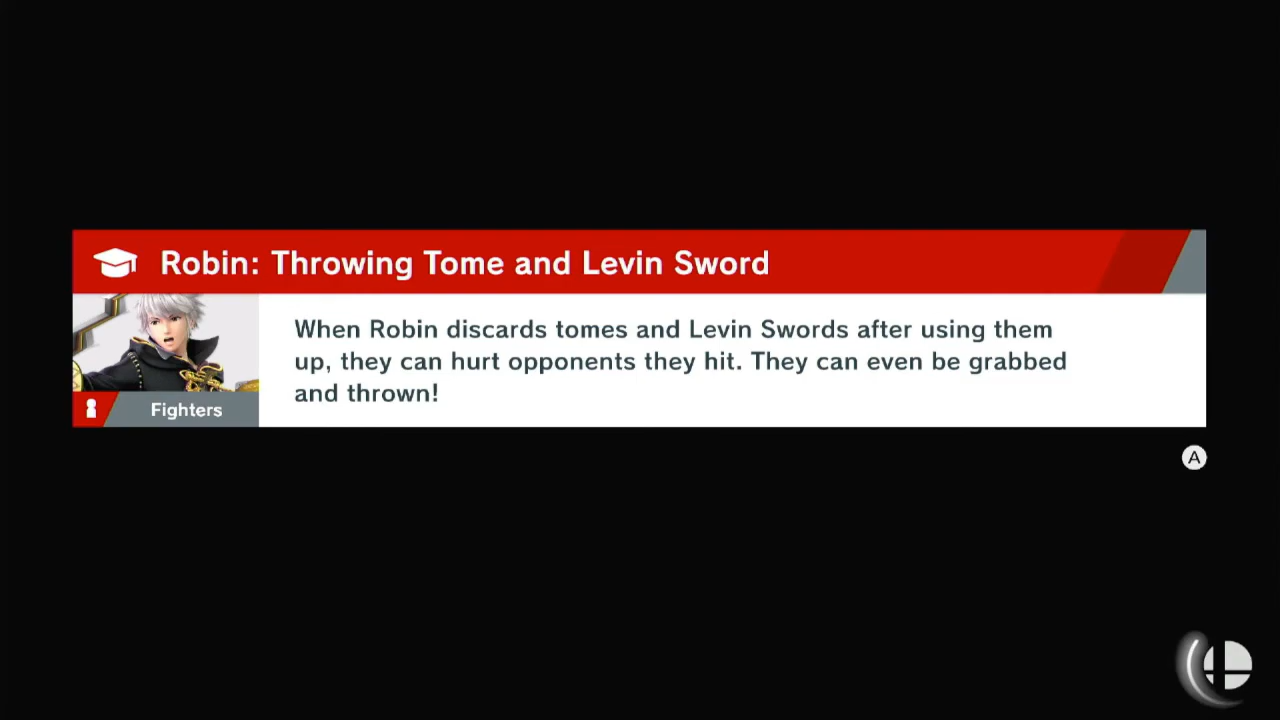 Robin: Throwing Tome and Levin Sword
When Robin discards tomes and Levin Swords after using them
up, they can hurt opponents they hit. They can even be grabbed
and thrown!
Fighters
A